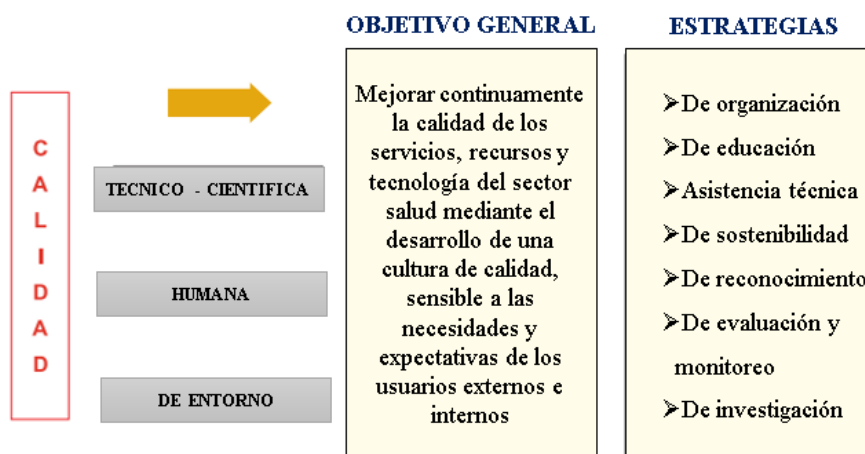 CALIDAD
TECNICO - CIENTIFICA
HUMANA
DE ENTORNO
OBJETIVO GENERAL
Mejorar continuamente
la calidad de los
servicios, recursos y
tecnología del sector
salud mediante el
desarrollo de una
cultura de calidad,
sensible a las
necesidades y
expectativas de los
usuarios externos e
internos
ESTRATEGIAS
➢De organización
➢De educación
➢Asistencia técnica
➢De sostenibilidad
➢De reconocimiento
➢De evaluación y
monitoreo
➢De investigación